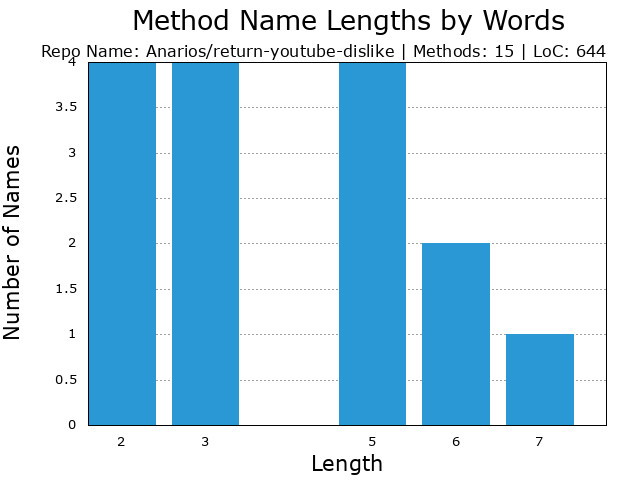 Method Name Lengths by Words
Repo Name: Anarios/return-youtube-dislike | Methods: 15 | LoC: 644
Number of Names
4
3.5
3
2.5
2
1.5
1
0.5
0
2 3 5 6 7
Length